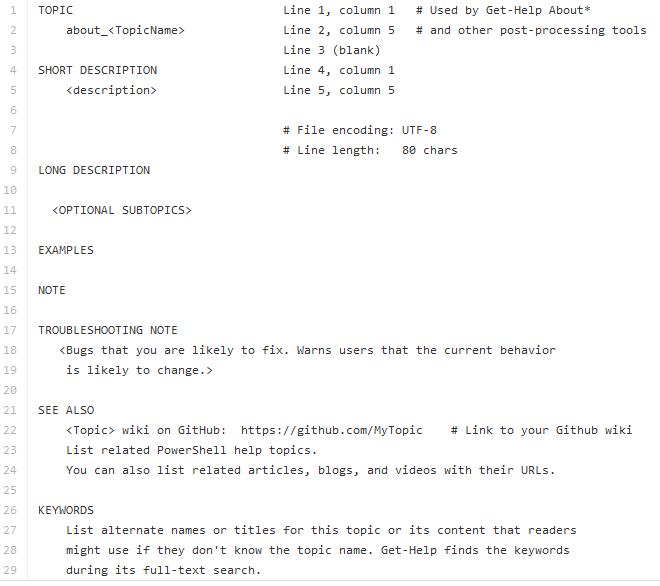 1 TOPIC Line 1, column 1 # Used by Get-Help About*
2 about_<TopicName> Line 2, column 5 # and other post-processing tools
3 Line 3 (blank)
4 SHORT DESCRIPTION Line 4, column 1
5 <description> Line 5, column 5
6
7 # File encoding: UTF-8
8 # Line length: 80 chars
9 LONG DESCRIPTION
10
11 <OPTIONAL SUBTOPICS>
12
13 EXAMPLES
14
15 NOTE
16
17 TROUBLESHOOTING NOTE
18 <Bugs that you are likely to fix. Warns users that the current behavior
19 is likely to change.>
20
21 SEE ALSO
22 <Topic> wiki on GitHub: https://github.com/MyTopic # Link to your Github wiki
23 List related PowerShell help topics.
24 You can also list related articles, blogs, and videos with their URLs.
25
26 KEYWORDS
27 List alternate names or titles for this topic or its content that readers
28 might use if they don't know the topic name. Get-Help finds the keywords
29 during its full-text search.